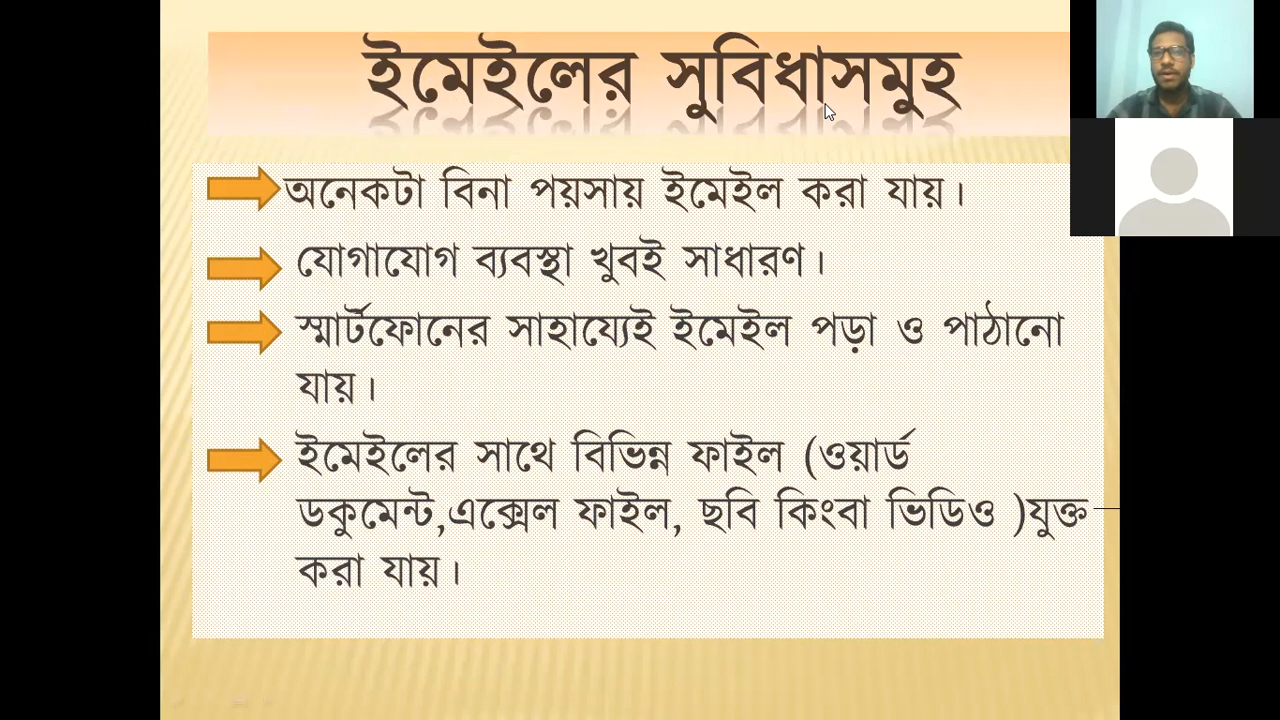 ইমেইলের সুবিধাসমুহ
অনেকটা বিনা পয়সায় ইমেইল করা যায়।
যোগাযোগ ব্যবস্থা খুবই সাধারণ।
স্মার্টফোনের সাহায্যেই ইমেইল পড়া ও পাঠানো
যায়।
ইমেইলের সাথে বিভিন্ন ফাইল (ওয়ার্ড
ডকুমেন্ট,এক্সেল ফাইল, ছবি কিংবা ভিডিও )যুক্ত
করা যায়।